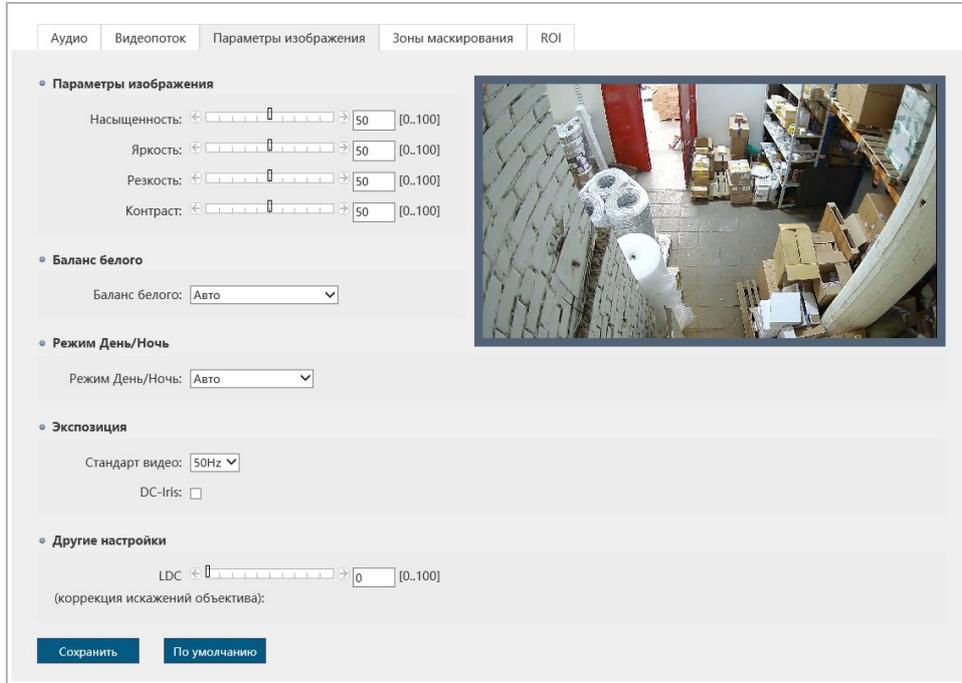 Аудио Видеопоток Параметры изображения Зоны маскирования ROI
Параметры изображения
Насыщенность: 50 [0..100]
Яркость: 50 [0..100]
Резкость: 50 [0..100]
Контраст: 50 [0..100]
Баланс белого
Баланс белого: Авто
Режим День/Ночь
Режим День/Ночь: Авто
Экспозиция
Стандарт видео: 50Hz
DC-Iris:
Другие настройки
LDC 0 [0..100]
(коррекция искажений объектива):
Сохранить По умолчанию